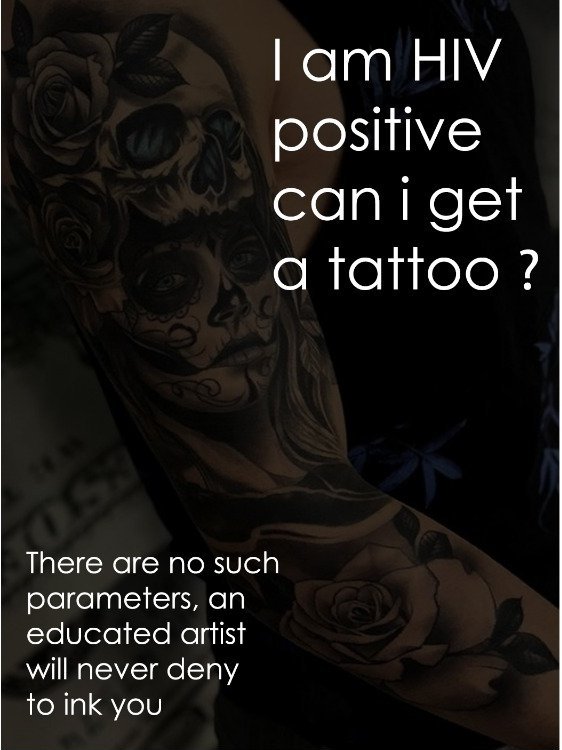 I am HIV
positive
can i get
a tattoo ?
There are no such
parameters, an
educated artist
will never deny
to ink you